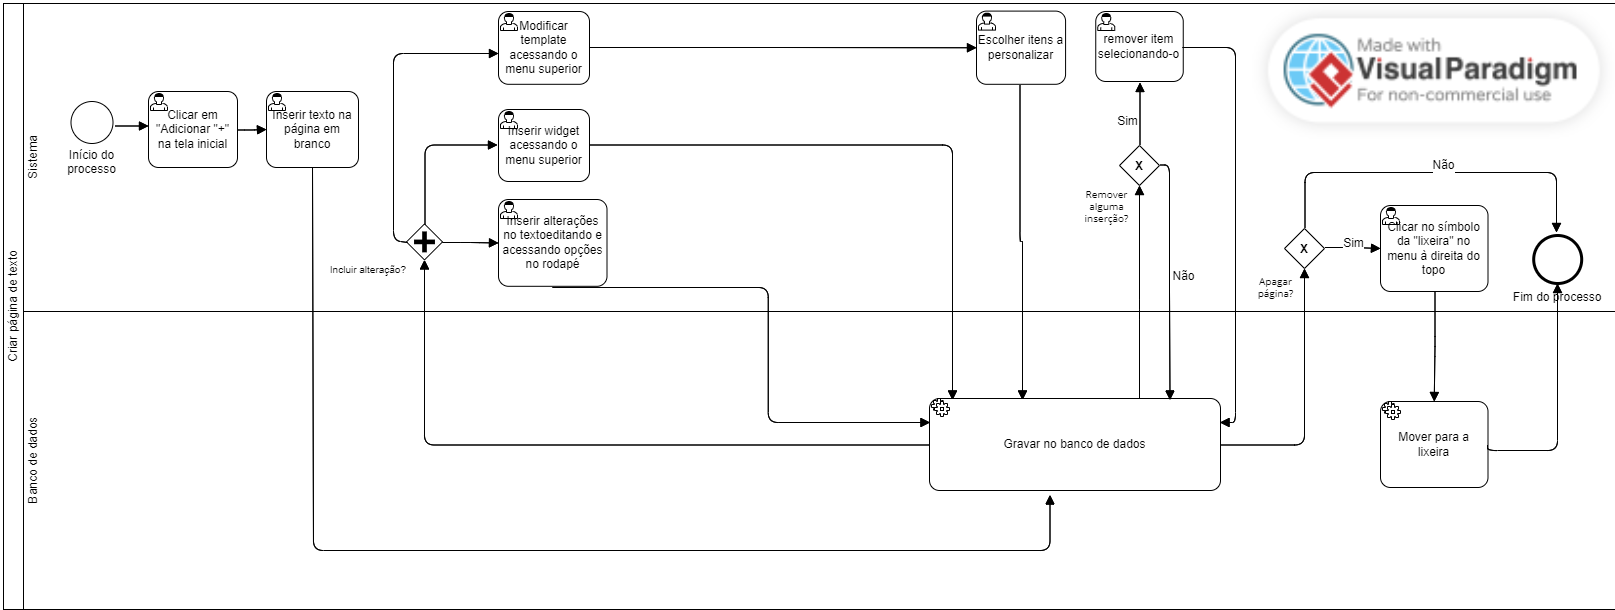 Criar página de texto
Sistema
Banco de dados
Início do
processo
Clicar em
"Adicionar "+"
na tela inicial
Inserir texto na
página em
branco
Modificar
template
acessando o
menu superior
Inserir widget
acessando o
menu superior
Inserir alterações
no textoeditando e
acessando opções
no rodapé
Incluir alteração?
Escolher itens a
personalizar
remover item
selecionando-o
Sim
X
Remover
alguma
inserção?
Não
Gravar no banco de dados
Não
X
Sim
Apagar
página?
Clicar no símbolo
da "lixeira" no
menu à direita do
topo
Fim do processo
Mover para a
lixeira
Made with
Visual Paradigm
For non-commercial use